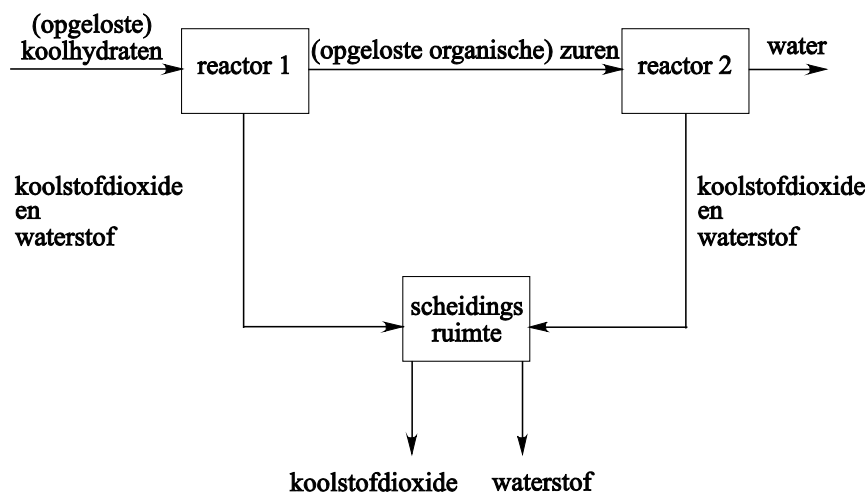 (opgeloste)
koolhydraten
reactor 1
(opgeloste organische) zuren
reactor 2
water
koolstofdioxide
en
waterstof
koolstofdioxide
en
waterstof
scheidings
ruimte
koolstofdioxide
waterstof